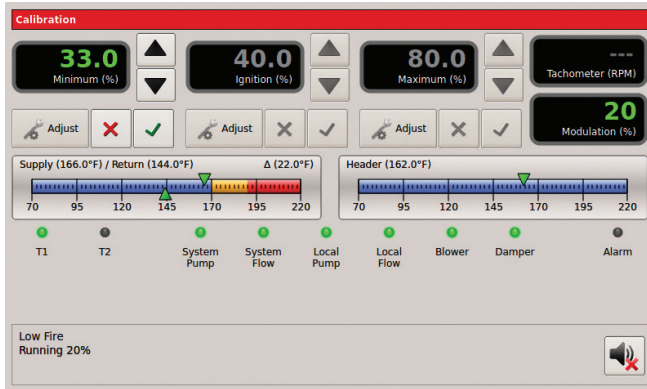 Calibration
33.0
Minimum (%)
40.0
Ignition (%)
80.0
Maximum (%)
---
Tachometer (RPM)
Adjust
Adjust
Adjust
20
Modulation (%)
Supply (166.0°F) / Return (144.0°F) Δ (22.0°F)
70 95 120 145 170 195 220
Header (162.0°F)
70 95 120 145 170 195 220
T1 T2 System Pump System Flow Local Pump Local Flow Blower Damper Alarm
Low Fire
Running 20%